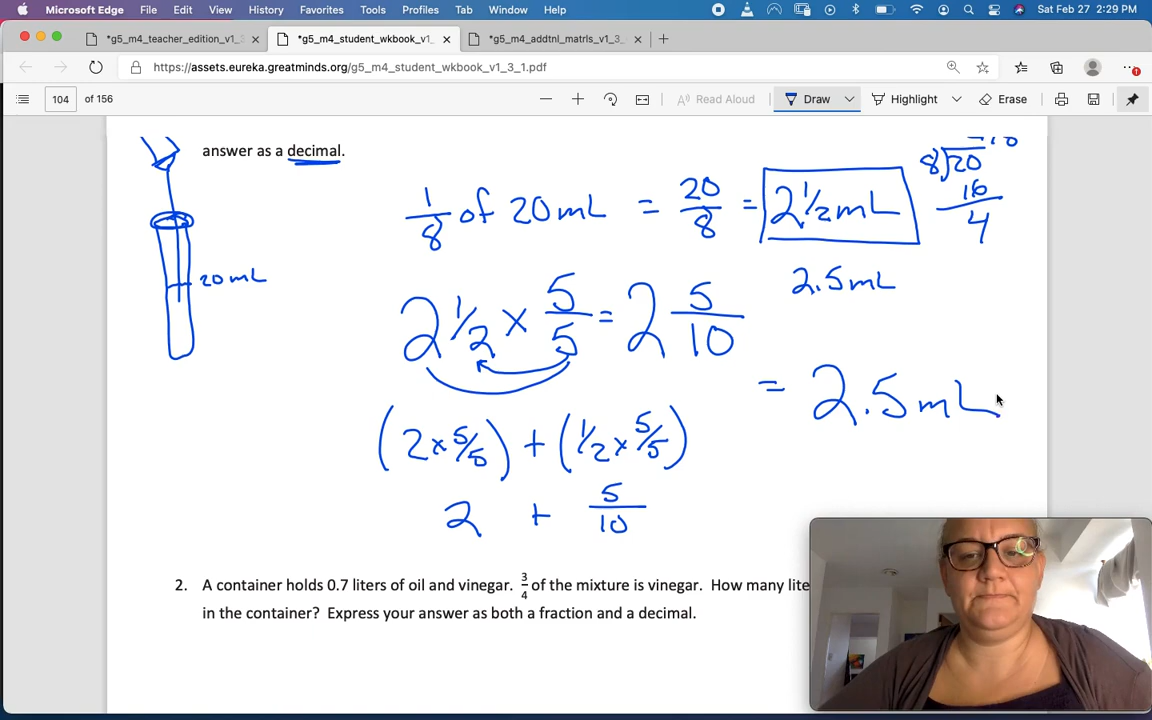 Microsoft Edge File Edit View History Favorites Tools Profiles Tab Window Help Sat Feb 27 2:29 PM
*g5_m4_teacher_edition_v1_3 *g5_m4_student_wkbook_v1_ *g5_m4_addtnl_matrls_v1_3_
https://assets.eureka.greatminds.org/g5_m4_student_wkbook_v1_3_1.pdf
104 of 156 Read Aloud Draw Highlight Erase
answer as a decimal.
8)20
16
4
1/8 of 20 mL = 20/8 = 2 1/2 mL
20 mL
2.5 mL
2 1/2 × 5/5 = 2 5/10
= 2.5 mL
(2 × 5/5) + (1/2 × 5/5)
2 + 5/10
2. A container holds 0.7 liters of oil and vinegar. 3/4 of the mixture is vinegar. How many
in the container? Express your answer as both a fraction and a decimal.